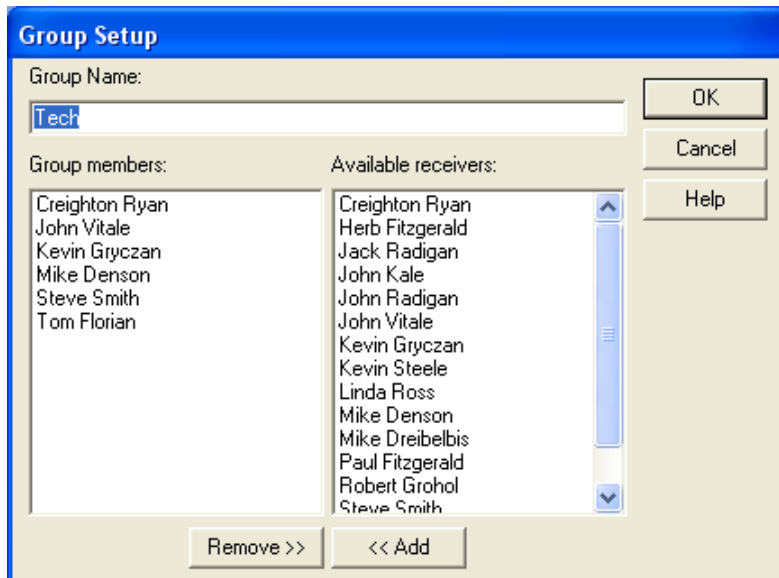 Group Setup
Group Name:
OK
Tech
Cancel
Group members:
Available receivers:
Help
Creighton Ryan
John Vitale
Kevin Gryczan
Mike Denson
Steve Smith
Tom Florian
Creighton Ryan
Herb Fitzgerald
Jack Radigan
John Kale
John Radigan
John Vitale
Kevin Gryczan
Kevin Steele
Linda Ross
Mike Denson
Mike Dreibelbis
Paul Fitzgerald
Robert Grohol
Steve Smith
Remove >>
<< Add